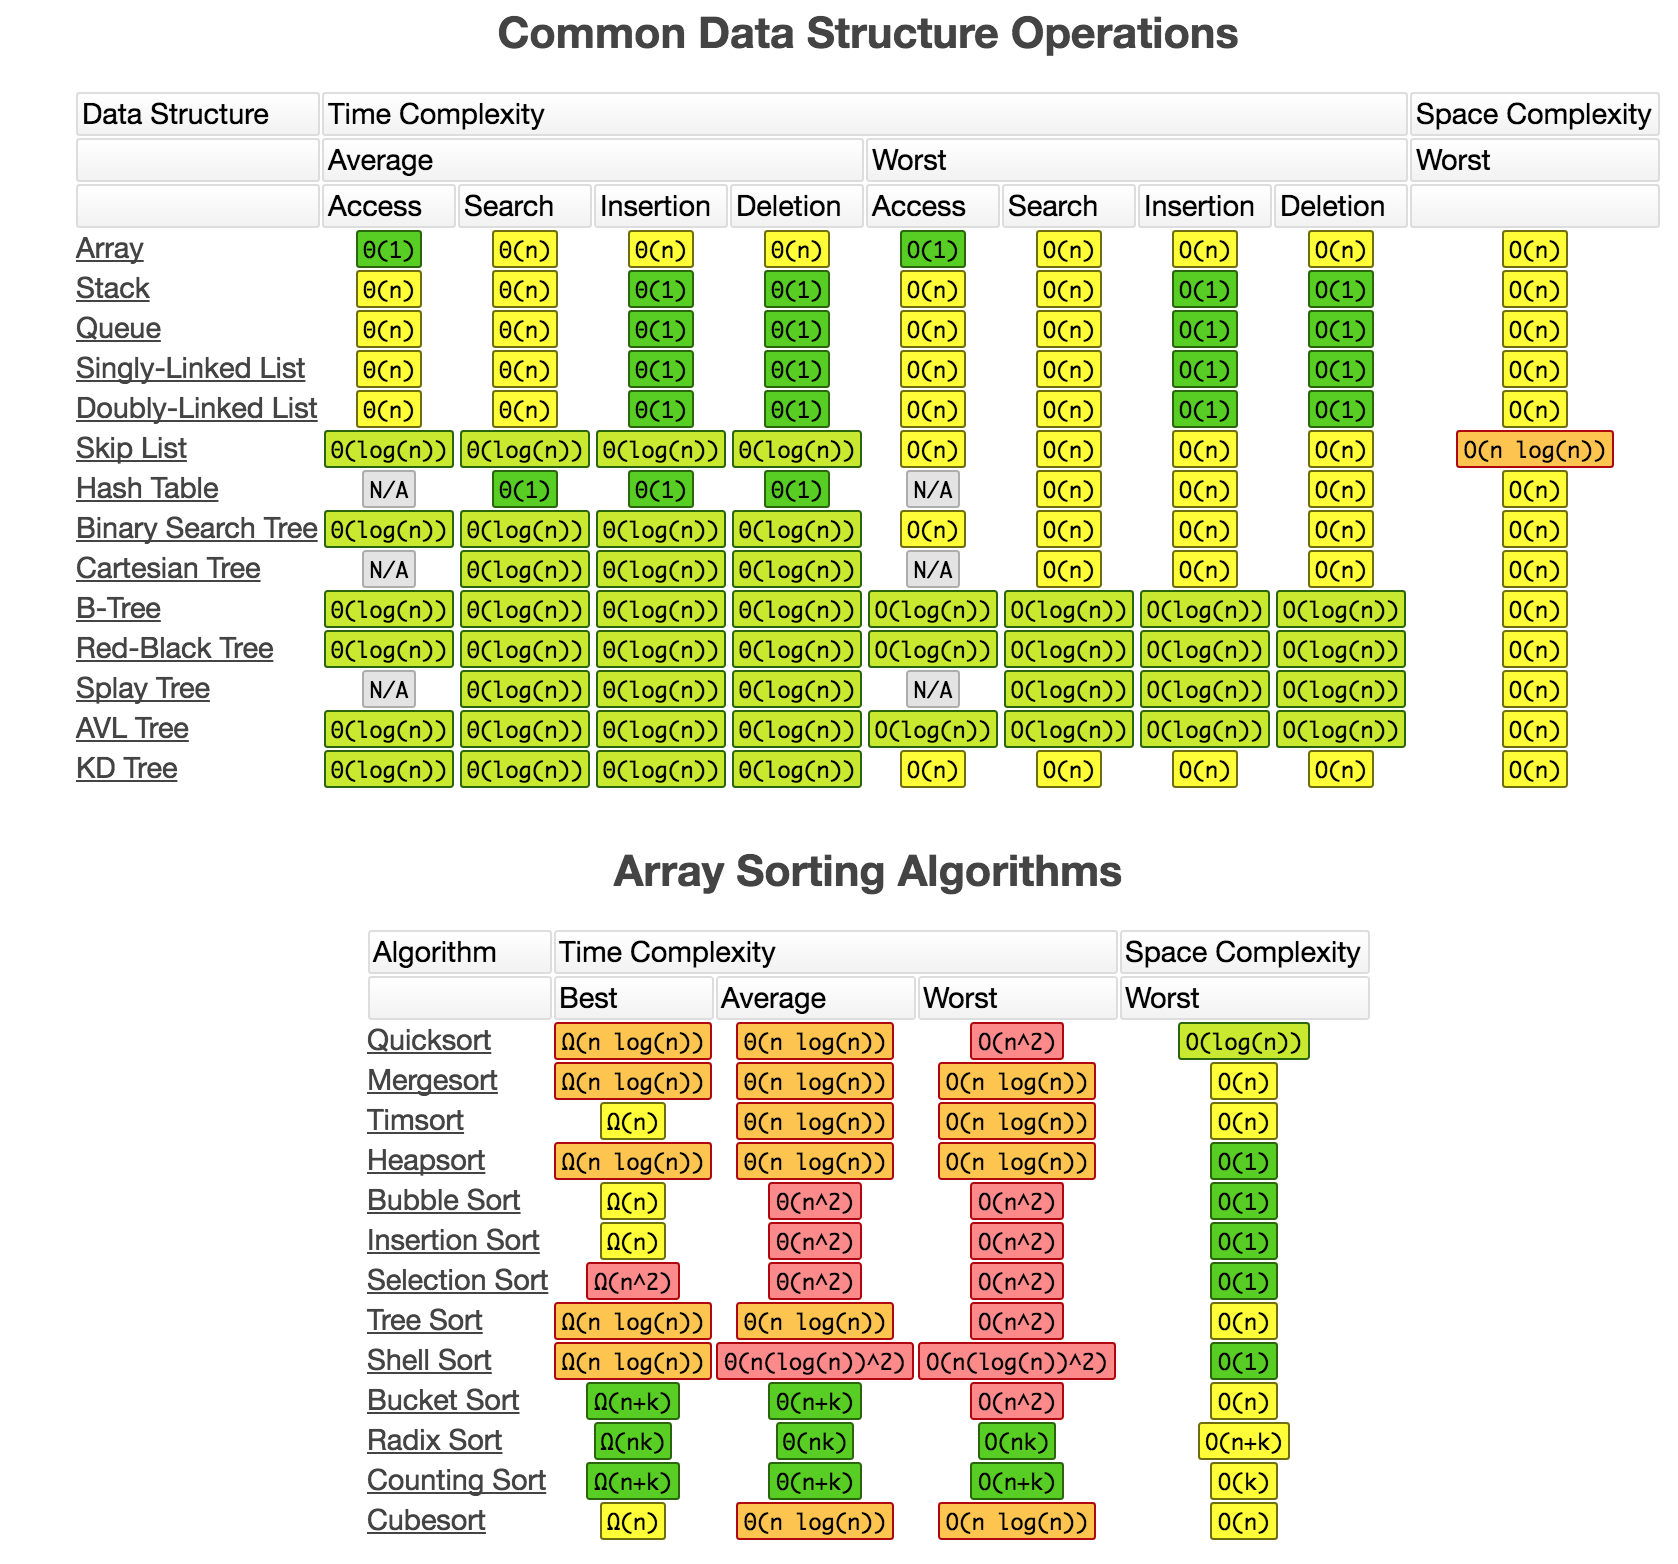 Common Data Structure Operations
Data Structure Time Complexity Space Complexity
Average Worst Worst
Access Search Insertion Deletion Access Search Insertion Deletion
Array Θ(1) Θ(n) Θ(n) Θ(n) O(1) O(n) O(n) O(n) O(n)
Stack Θ(n) Θ(n) Θ(1) Θ(1) O(n) O(n) O(1) O(1) O(n)
Queue Θ(n) Θ(n) Θ(1) Θ(1) O(n) O(n) O(1) O(1) O(n)
Singly-Linked List Θ(n) Θ(n) Θ(1) Θ(1) O(n) O(n) O(1) O(1) O(n)
Doubly-Linked List Θ(n) Θ(n) Θ(1) Θ(1) O(n) O(n) O(1) O(1) O(n)
Skip List Θ(log(n)) Θ(log(n)) Θ(log(n)) Θ(log(n)) O(n) O(n) O(n) O(n) O(n log(n))
Hash Table N/A Θ(1) Θ(1) Θ(1) N/A O(n) O(n) O(n) O(n)
Binary Search Tree Θ(log(n)) Θ(log(n)) Θ(log(n)) Θ(log(n)) O(n) O(n) O(n) O(n) O(n)
Cartesian Tree N/A Θ(log(n)) Θ(log(n)) Θ(log(n)) N/A O(n) O(n) O(n) O(n)
B-Tree Θ(log(n)) Θ(log(n)) Θ(log(n)) Θ(log(n)) O(log(n)) O(log(n)) O(log(n)) O(log(n)) O(n)
Red-Black Tree Θ(log(n)) Θ(log(n)) Θ(log(n)) Θ(log(n)) O(log(n)) O(log(n)) O(log(n)) O(log(n)) O(n)
Splay Tree N/A Θ(log(n)) Θ(log(n)) Θ(log(n)) N/A O(log(n)) O(log(n)) O(log(n)) O(n)
AVL Tree Θ(log(n)) Θ(log(n)) Θ(log(n)) Θ(log(n)) O(log(n)) O(log(n)) O(log(n)) O(log(n)) O(n)
KD Tree Θ(log(n)) Θ(log(n)) Θ(log(n)) Θ(log(n)) O(n) O(n) O(n) O(n) O(n)
Array Sorting Algorithms
Algorithm Time Complexity Space Complexity
Best Average Worst Worst
Quicksort Ω(n log(n)) Θ(n log(n)) O(n^2) O(log(n))
Mergesort Ω(n log(n)) Θ(n log(n)) O(n log(n)) O(n)
Timsort Ω(n) Θ(n log(n)) O(n log(n)) O(n)
Heapsort Ω(n log(n)) Θ(n log(n)) O(n log(n)) O(1)
Bubble Sort Ω(n) Θ(n^2) O(n^2) O(1)
Insertion Sort Ω(n) Θ(n^2) O(n^2) O(1)
Selection Sort Ω(n^2) Θ(n^2) O(n^2) O(1)
Tree Sort Ω(n log(n)) Θ(n log(n)) O(n^2) O(n)
Shell Sort Ω(n log(n)) Θ(n(log(n))^2) O(n(log(n))^2) O(1)
Bucket Sort Ω(n+k) Θ(n+k) O(n^2) O(n)
Radix Sort Ω(nk) Θ(nk) O(nk) O(n+k)
Counting Sort Ω(n+k) Θ(n+k) O(n+k) O(k)
Cubesort Ω(n) Θ(n log(n)) O(n log(n)) O(n)